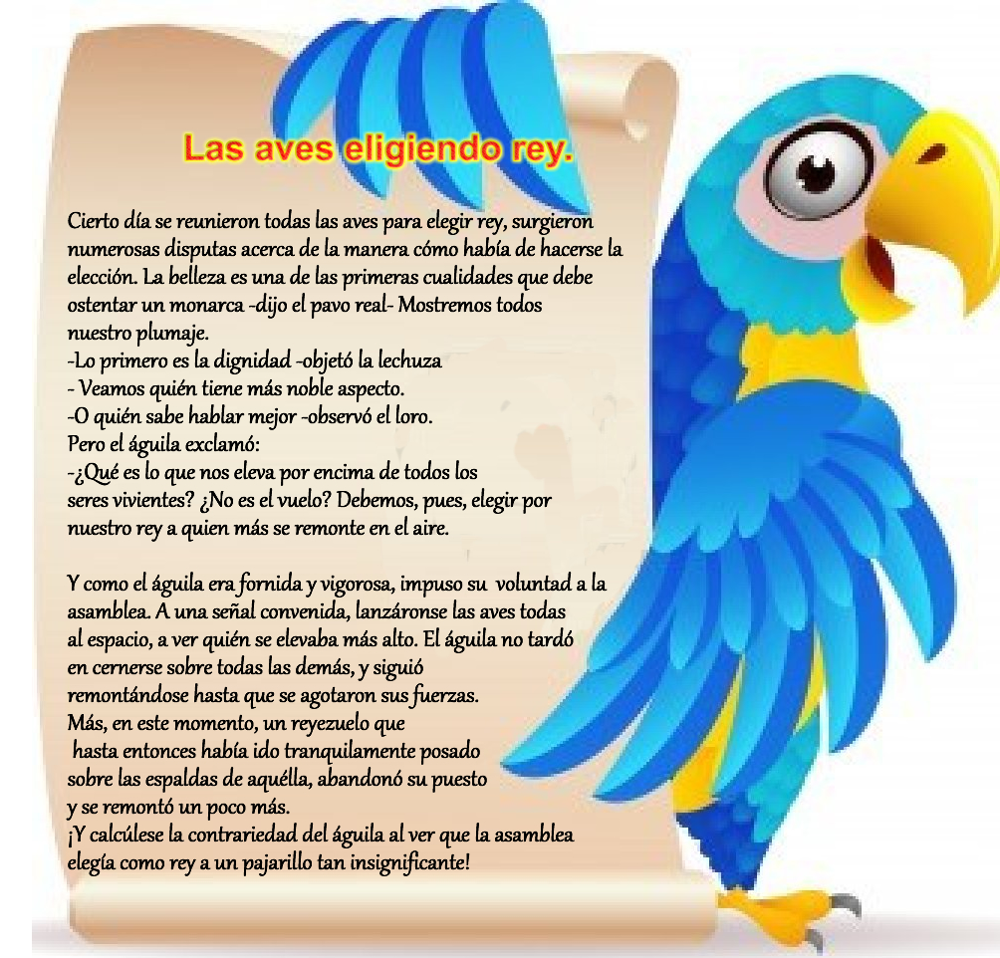 Las aves eligiendo rey.
Cierto día se reunieron todas las aves para elegir rey, surgieron
numerosas disputas acerca de la manera cómo había de hacerse la
elección. La belleza es una de las primeras cualidades que debe
ostentar un monarca -dijo el pavo real- Mostremos todos
nuestro plumaje.
-Lo primero es la dignidad -objetó la lechuza
- Veamos quién tiene más noble aspecto.
-O quién sabe hablar mejor -observó el loro.
Pero el águila exclamó:
-¿Qué es lo que nos eleva por encima de todos los
seres vivientes? ¿No es el vuelo? Debemos, pues, elegir por
nuestro rey a quien más se remonte en el aire.
Y como el águila era fornida y vigorosa, impuso su voluntad a la
asamblea. A una señal convenida, lanzáronse las aves todas
al espacio, a ver quién se elevaba más alto. El águila no tardó
en cernerse sobre todas las demás, y siguió
remontándose hasta que se agotaron sus fuerzas.
Más, en este momento, un reyezuelo que
hasta entonces había ido tranquilamente posado
sobre las espaldas de aquélla, abandonó su puesto
y se remontó un poco más.
¡Y calcúlese la contrariedad del águila al ver que la asamblea
elegía como rey a un pajarillo tan insignificante!